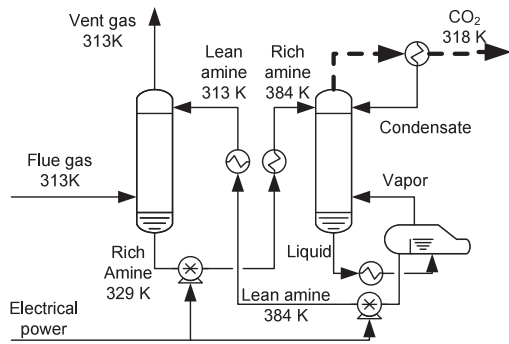 Vent gas
313K
Lean
amine
313 K
Rich
amine
384 K
CO₂
318 K
Condensate
Flue gas
313K
Vapor
Rich
Amine
329 K
Liquid
Lean amine
384 K
Electrical
power